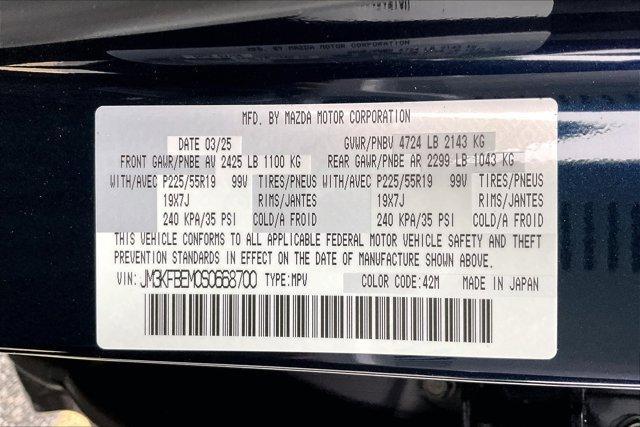 MFD. BY MAZDA MOTOR CORPORATION
DATE 03/25 GVWR/PNBV 4724 LB 2143 KG
FRONT GAWR/PNBE AV 2425 LB 1100 KG REAR GAWR/PNBE AR 2299 LB 1043 KG
WITH/AVEC P225/55R19 99V TIRES/PNEUS WITH/AVEC P225/55R19 99V TIRES/PNEUS
19X7J RIMS/JANTES 19X7J RIMS/JANTES
240 KPA/35 PSI COLD/A FROID 240 KPA/35 PSI COLD/A FROID
THIS VEHICLE CONFORMS TO ALL APPLICABLE FEDERAL MOTOR VEHICLE SAFETY AND THEFT
PREVENTION STANDARDS IN EFFECT ON THE DATE OF MANUFACTURE SHOWN ABOVE.
VIN: JM3KFBEM0S0668700 TYPE:MPV COLOR CODE:42M MADE IN JAPAN